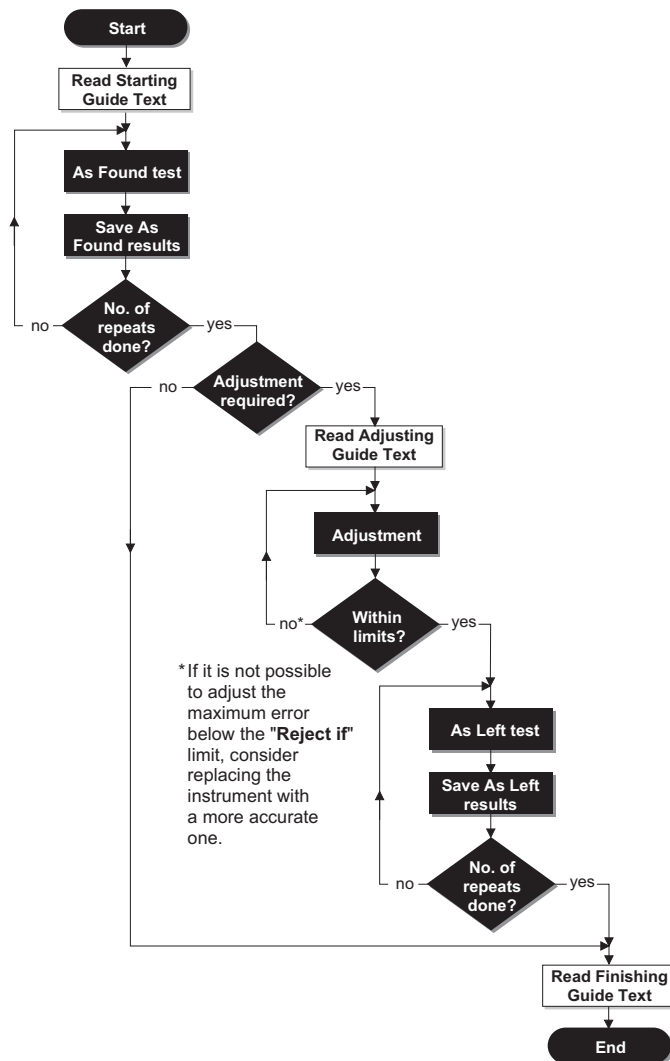 Start
Read Starting
Guide Text
As Found test
Save As
Found results
No. of
repeats
done?
no
yes
Adjustment
required?
no
yes
Read Adjusting
Guide Text
Adjustment
Within
limits?
no*
yes
*If it is not possible
to adjust the
maximum error
below the "Reject if"
limit, consider
replacing the
instrument with
a more accurate
one.
As Left test
Save As Left
results
No. of
repeats
done?
no
yes
Read Finishing
Guide Text
End